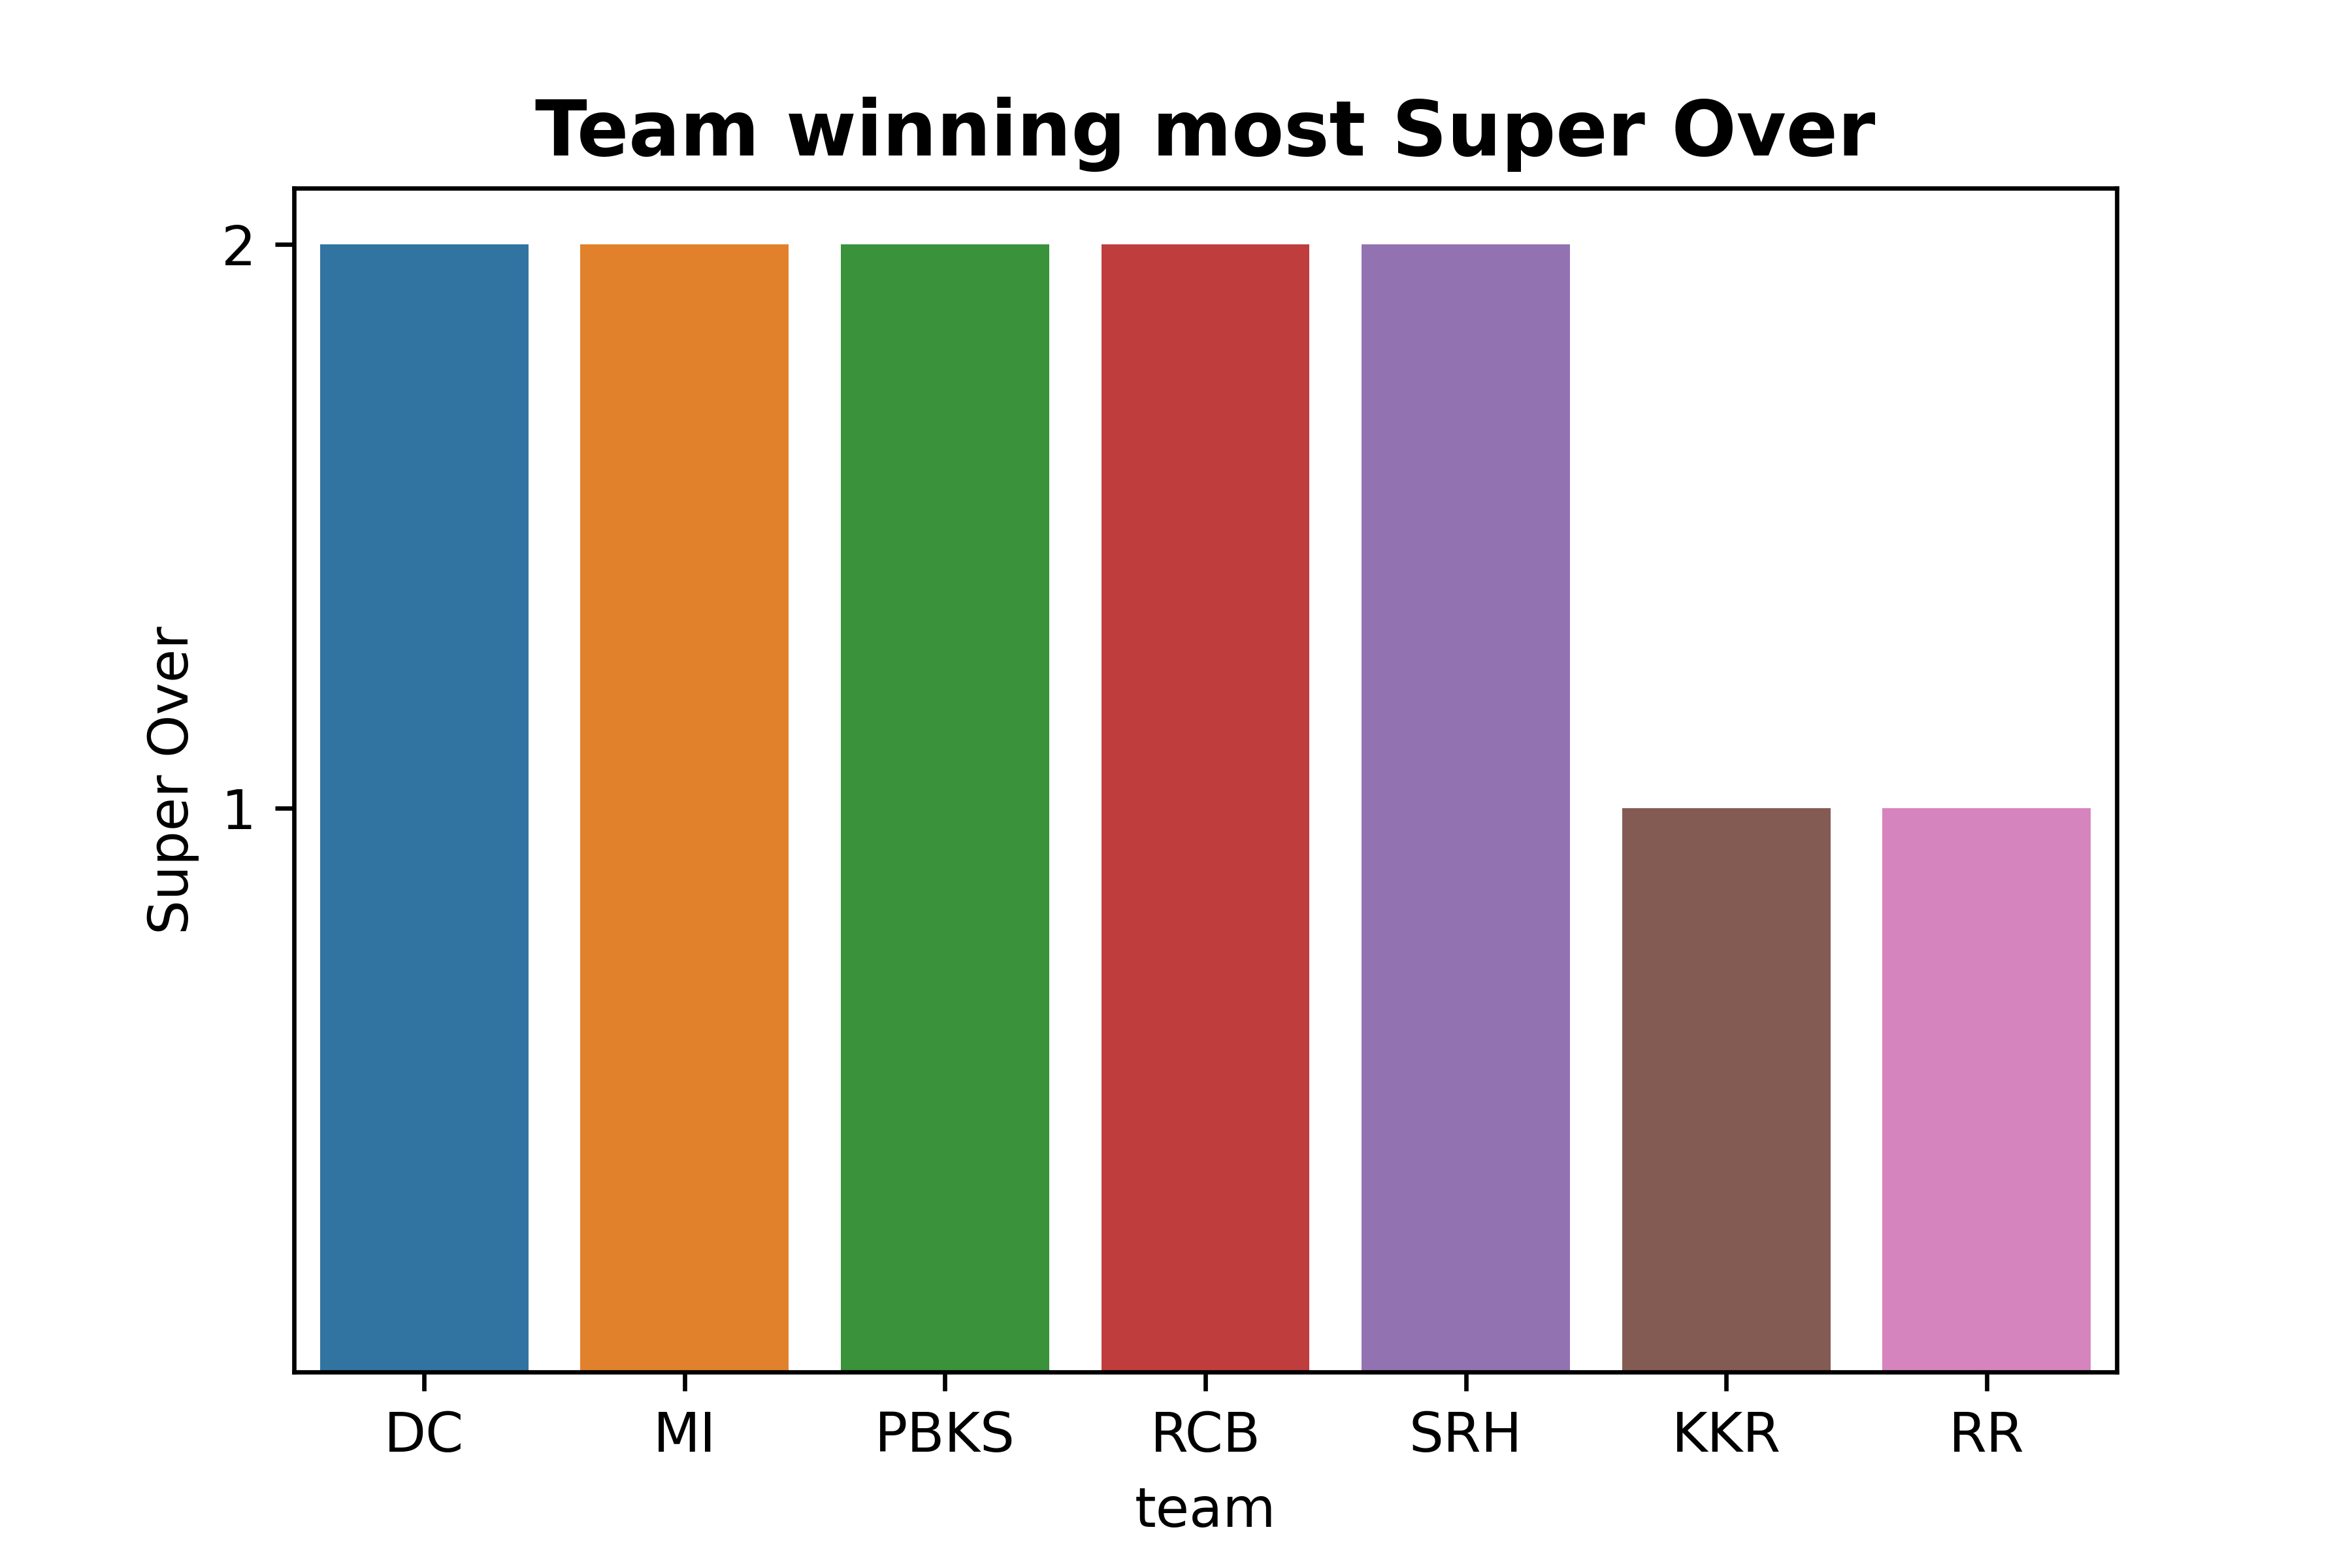 Team winning most Super Over
2
1
Super Over
DC MI PBKS RCB SRH KKR RR
team